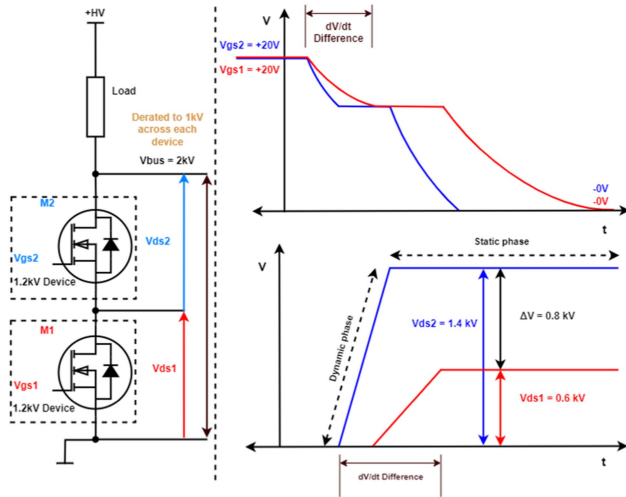 +HV
Load
Derated to 1kV
across each
device
Vbus = 2kV
M2
Vgs2
1.2kV Device
Vds2
M1
Vgs1
1.2kV Device
Vds1
V
dV/dt
Difference
Vgs2 = +20V
Vgs1 = +20V
-0V
-0V
t
V
Static phase
Dynamic phase
Vds2 = 1.4 kV
ΔV = 0.8 kV
Vds1 = 0.6 kV
t
dV/dt Difference